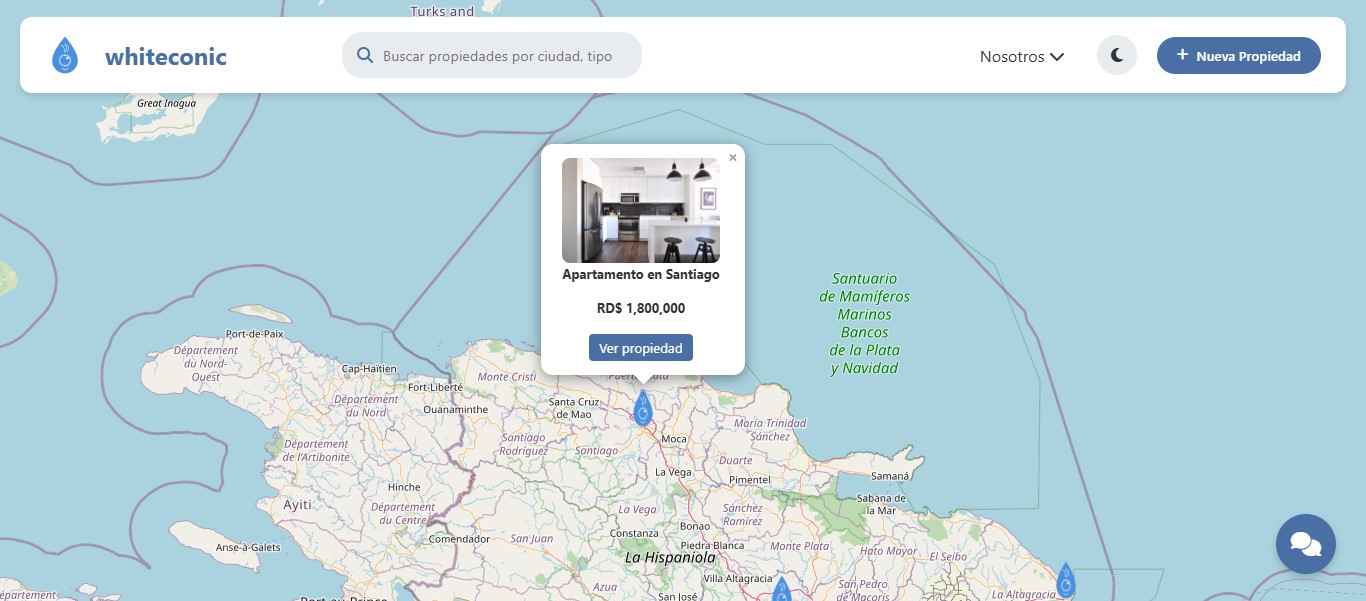 Turks and
whiteconic
Buscar propiedades por ciudad, tipo
Nosotros
Nueva Propiedad
Great Inagua
Apartamento en Santiago
RD$ 1,800,000
Ver propiedad
Santuario
de Mamíferos
Marinos
Bancos
de la Plata
y Navidad
Port-de-Paix
Département
du Nord-
Ouest
Cap-Haïtien
Fort-Liberté
Monte Cristi
Département
du Nord
Ouanaminthe
Santa Cruz
de Mao
María Trinidad
Sánchez
Département
de l'Artibonite
Santiago
Rodríguez
Santiago
Moca
Duarte
La Vega
Pimentel
Samaná
Hinche
Sabana de
la Mar
Ayiti
Département
du Centre
La Vega
Sánchez
Ramírez
Comendador
San Juan
Constanza
Bonao
Piedra Blanca
Monte Plata
Hato Mayor
El Seibo
Anse-à-Galets
La Hispaniola
Azua
Villa Altagracia
San José
San Pedro
de Macorís
La Altagracia
Département
Port-au-Prince